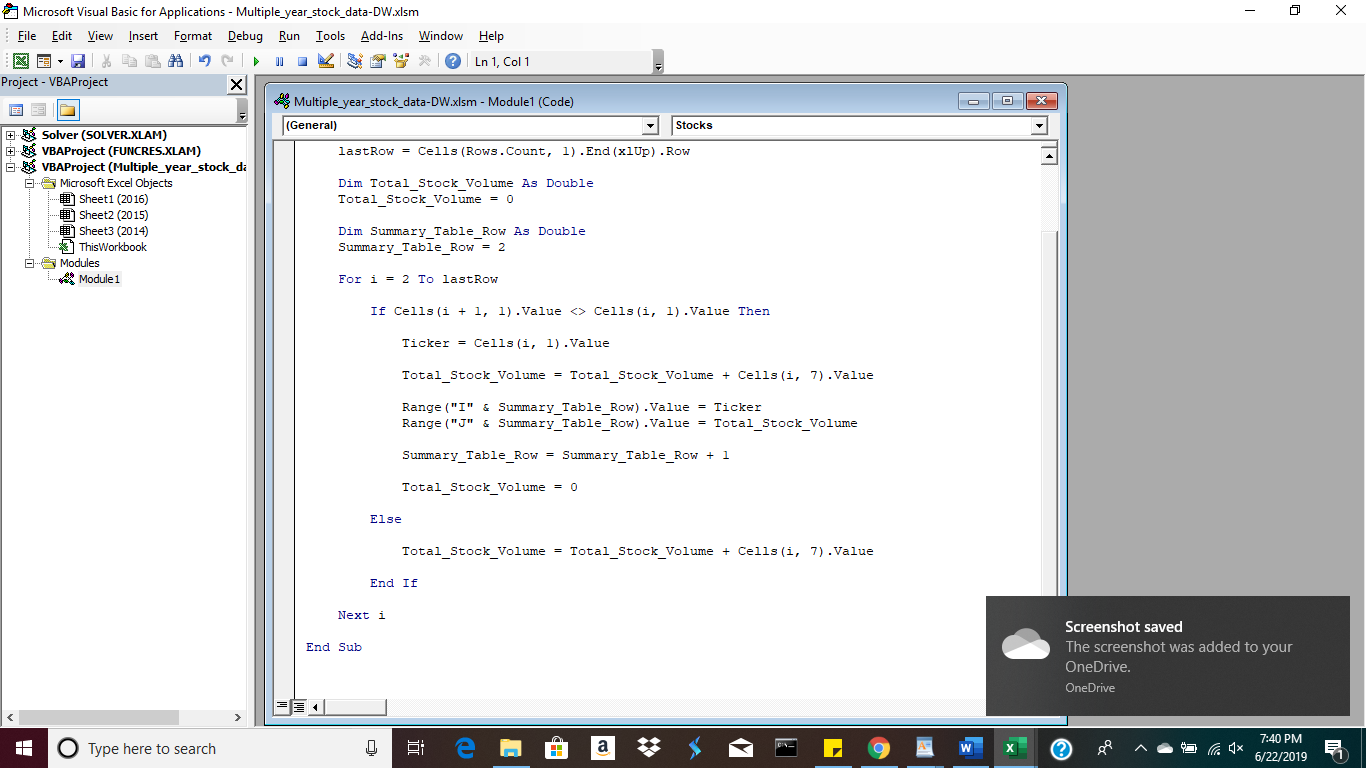 Microsoft Visual Basic for Applications - Multiple_year_stock_data-DW.xlsm
File Edit View Insert Format Debug Run Tools Add-Ins Window Help
Ln 1, Col 1
Project - VBAProject
Solver (SOLVER.XLAM)
VBAProject (FUNCRES.XLAM)
VBAProject (Multiple_year_stock_da
Microsoft Excel Objects
Sheet1 (2016)
Sheet2 (2015)
Sheet3 (2014)
ThisWorkbook
Modules
Module1
Multiple_year_stock_data-DW.xlsm - Module1 (Code)
(General) Stocks
lastRow = Cells(Rows.Count, 1).End(xlUp).Row
Dim Total_Stock_Volume As Double
Total_Stock_Volume = 0
Dim Summary_Table_Row As Double
Summary_Table_Row = 2
For i = 2 To lastRow
If Cells(i + 1, 1).Value <> Cells(i, 1).Value Then
Ticker = Cells(i, 1).Value
Total_Stock_Volume = Total_Stock_Volume + Cells(i, 7).Value
Range("I" & Summary_Table_Row).Value = Ticker
Range("J" & Summary_Table_Row).Value = Total_Stock_Volume
Summary_Table_Row = Summary_Table_Row + 1
Total_Stock_Volume = 0
Else
Total_Stock_Volume = Total_Stock_Volume + Cells(i, 7).Value
End If
Next i
End Sub
Screenshot saved
The screenshot was added to your
OneDrive.
OneDrive
Type here to search
7:40 PM
6/22/2019
1